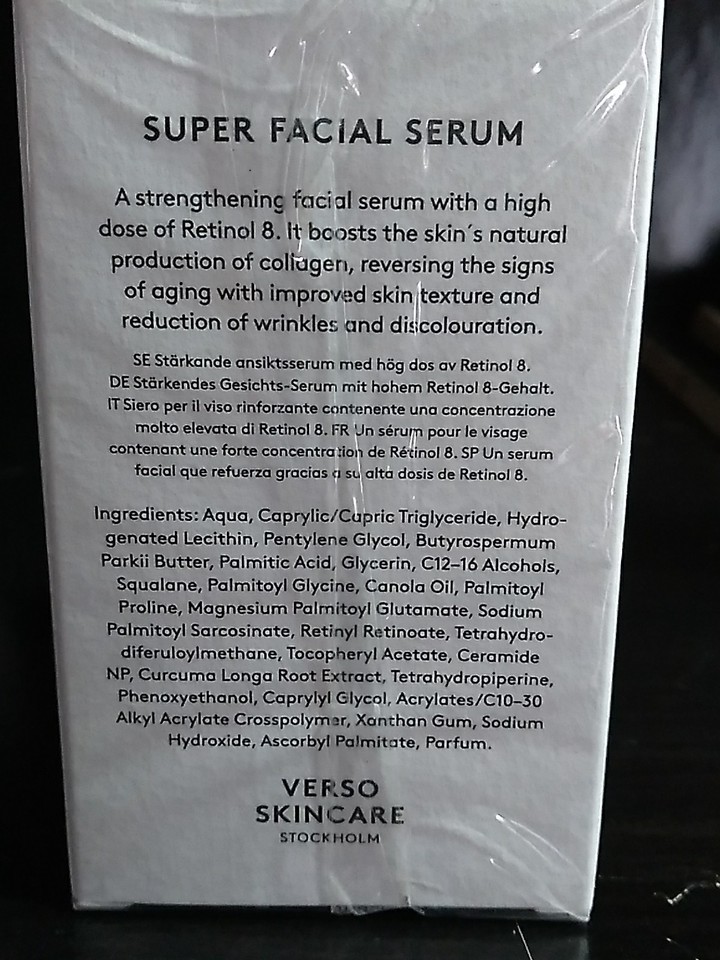 SUPER FACIAL SERUM
A strengthening facial serum with a high
dose of Retinol 8. It boosts the skin´s natural
production of collagen, reversing the signs
of aging with improved skin texture and
reduction of wrinkles and discolouration.
SE Stärkande ansiktsserum med hög dos av Retinol 8.
DE Stärkendes Gesichts-Serum mit hohem Retinol 8-Gehalt.
IT Siero per il viso rinforzante contenente una concentrazione
molto elevata di Retinol 8. FR Un sérum pour le visage
contenant une forte concentration de Rétinol 8. SP Un serum
facial que refuerza gracias a su alta dosis de Retinol 8.
Ingredients: Aqua, Caprylic/Capric Triglyceride, Hydro-
genated Lecithin, Pentylene Glycol, Butyrospermum
Parkii Butter, Palmitic Acid, Glycerin, C12–16 Alcohols,
Squalane, Palmitoyl Glycine, Canola Oil, Palmitoyl
Proline, Magnesium Palmitoyl Glutamate, Sodium
Palmitoyl Sarcosinate, Retinyl Retinoate, Tetrahydro-
diferuloylmethane, Tocopheryl Acetate, Ceramide
NP, Curcuma Longa Root Extract, Tetrahydropiperine,
Phenoxyethanol, Caprylyl Glycol, Acrylates/C10–30
Alkyl Acrylate Crosspolymer, Xanthan Gum, Sodium
Hydroxide, Ascorbyl Palmitate, Parfum.
VERSO
SKINCARE
STOCKHOLM